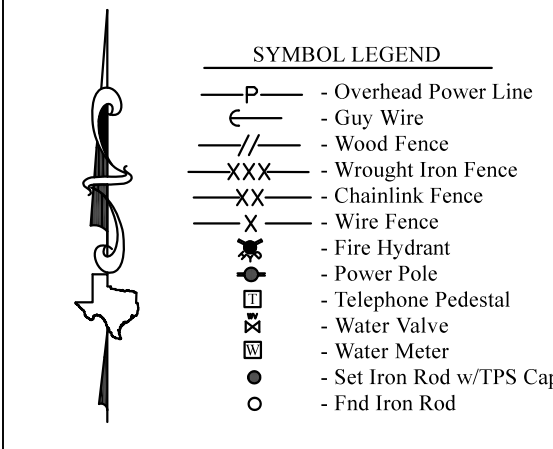 SYMBOL LEGEND
P - Overhead Power Line
- Guy Wire
// - Wood Fence
XXX - Wrought Iron Fence
XX - Chainlink Fence
X - Wire Fence
- Fire Hydrant
- Power Pole
T - Telephone Pedestal
WV - Water Valve
W - Water Meter
- Set Iron Rod w/TPS Cap
- Fnd Iron Rod